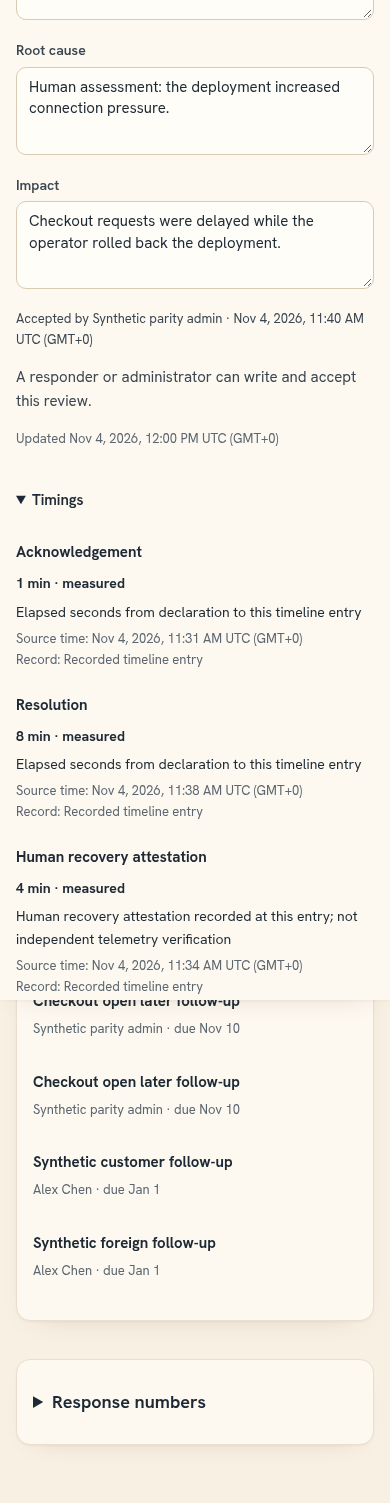 Root cause
Human assessment: the deployment increased
connection pressure.
Impact
Checkout requests were delayed while the
operator rolled back the deployment.
Accepted by Synthetic parity admin · Nov 4, 2026, 11:40 AM
UTC (GMT+0)
A responder or administrator can write and accept
this review.
Updated Nov 4, 2026, 12:00 PM UTC (GMT+0)
Timings
Acknowledgement
1 min · measured
Elapsed seconds from declaration to this timeline entry
Source time: Nov 4, 2026, 11:31 AM UTC (GMT+0)
Record: Recorded timeline entry
Resolution
8 min · measured
Elapsed seconds from declaration to this timeline entry
Source time: Nov 4, 2026, 11:38 AM UTC (GMT+0)
Record: Recorded timeline entry
Human recovery attestation
4 min · measured
Human recovery attestation recorded at this entry; not
independent telemetry verification
Source time: Nov 4, 2026, 11:34 AM UTC (GMT+0)
Record: Recorded timeline entry
Checkout open later follow-up
Synthetic parity admin · due Nov 10
Checkout open later follow-up
Synthetic parity admin · due Nov 10
Synthetic customer follow-up
Alex Chen · due Jan 1
Synthetic foreign follow-up
Alex Chen · due Jan 1
Response numbers